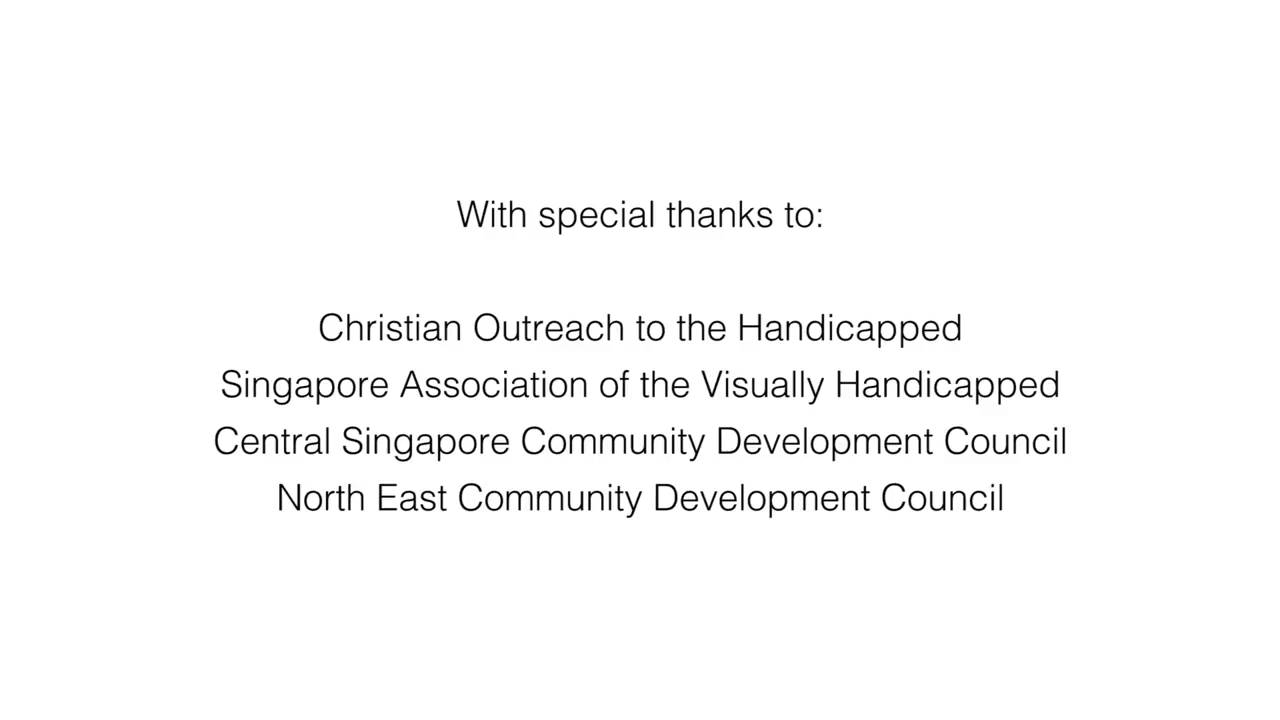 With special thanks to:
Christian Outreach to the Handicapped
Singapore Association of the Visually Handicapped
Central Singapore Community Development Council
North East Community Development Council